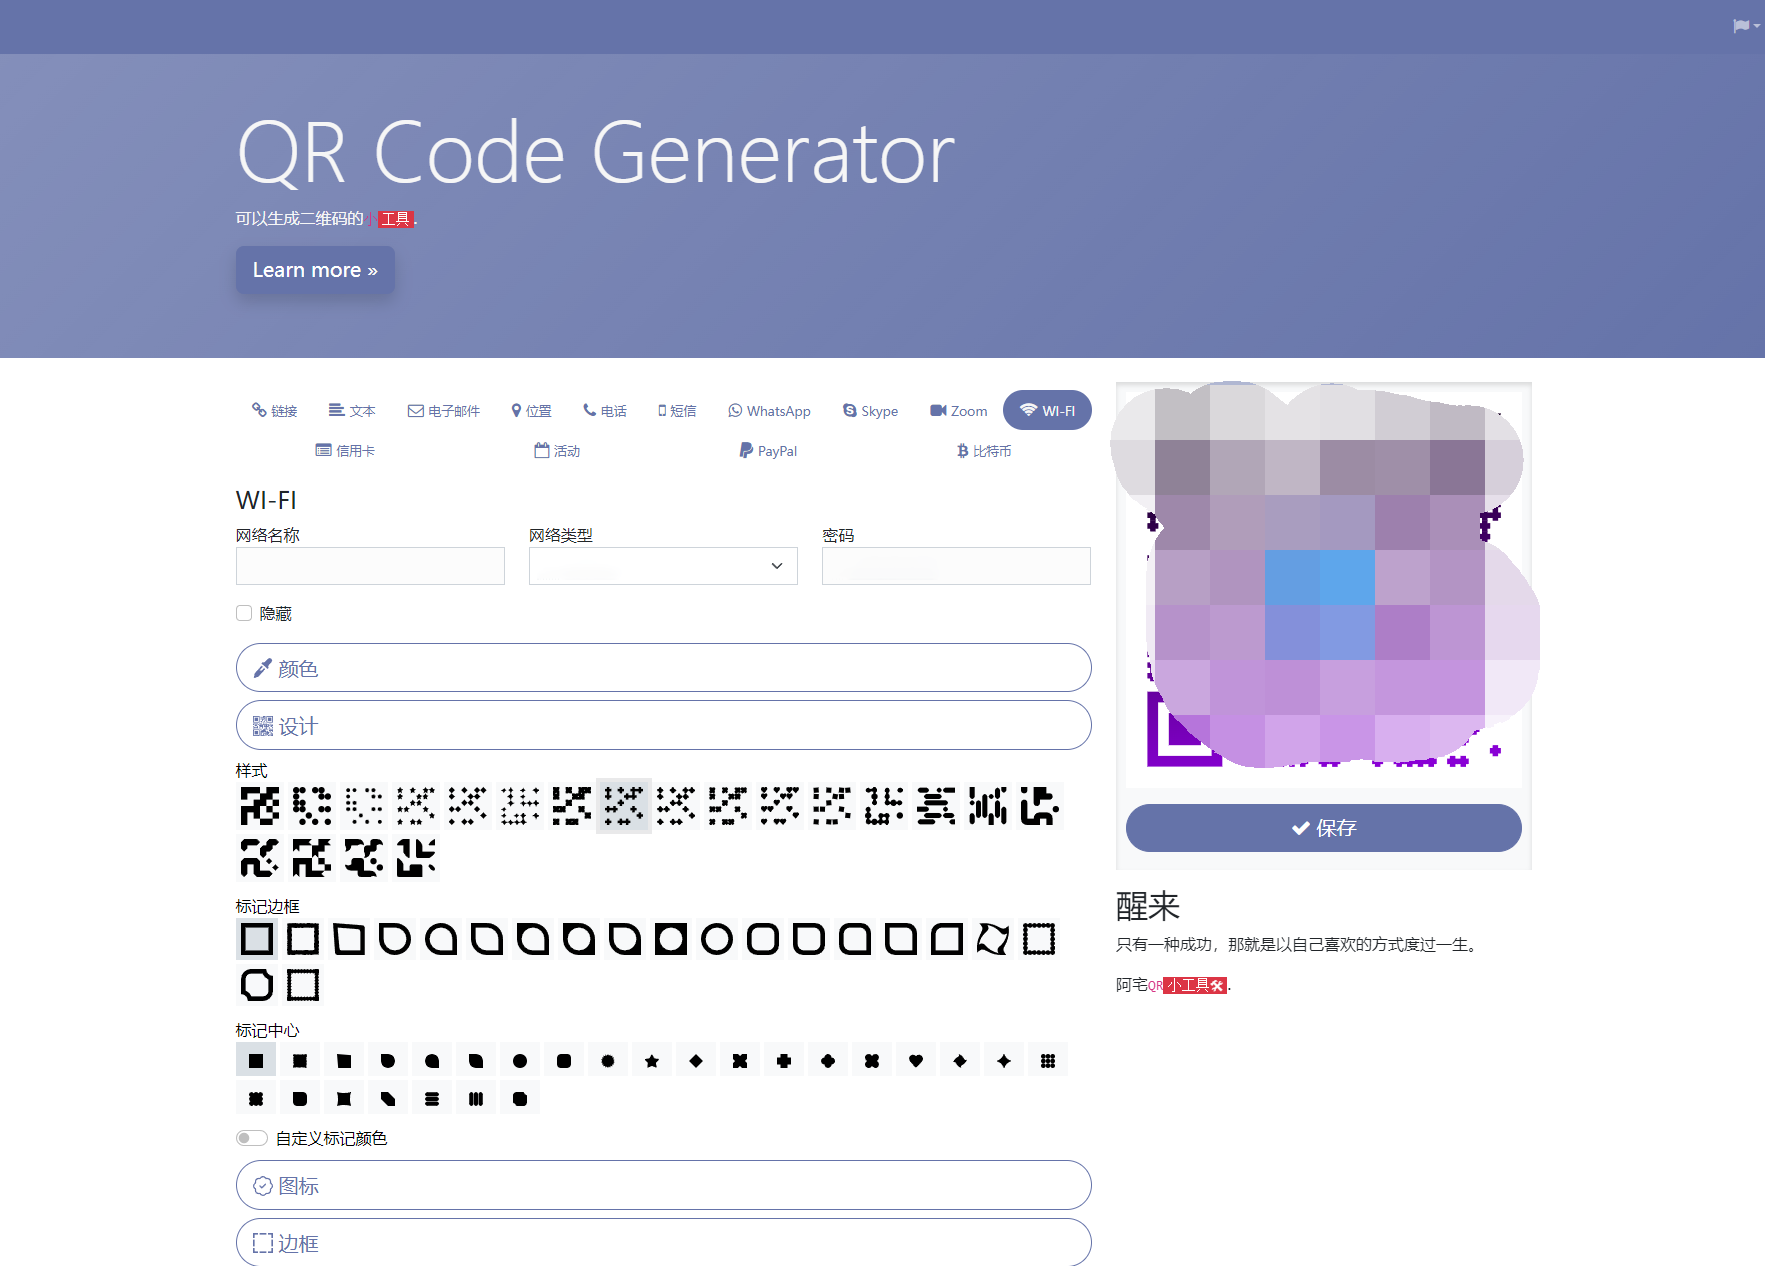 QR Code Generator
可以生成二维码的小工具.
Learn more »
链接 文本 电子邮件 位置 电话 短信 WhatsApp Skype Zoom WI-FI
信用卡 活动 PayPal 比特币
WI-FI
网络名称 网络类型 密码
隐藏
颜色
设计
样式
标记边框
标记中心
自定义标记颜色
图标
边框
保存
醒来
只有一种成功，那就是以自己喜欢的方式度过一生。
阿宅QR小工具🛠.